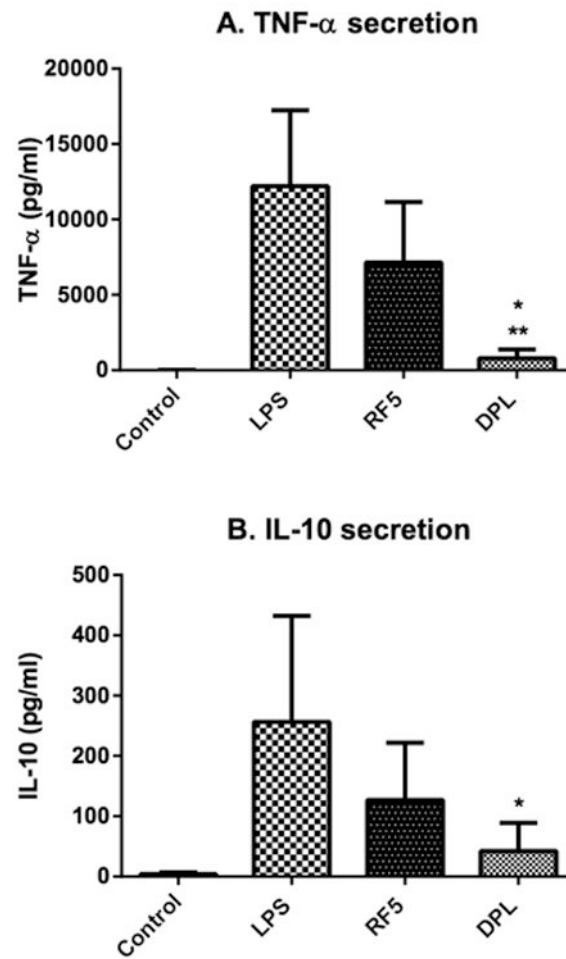 A. TNF-α secretion
TNF-α (pg/ml)
20000
15000
10000
5000
0
*
**
Control
LPS
RF5
DPL
B. IL-10 secretion
IL-10 (pg/ml)
500
400
300
200
100
0
*
Control
LPS
RF5
DPL